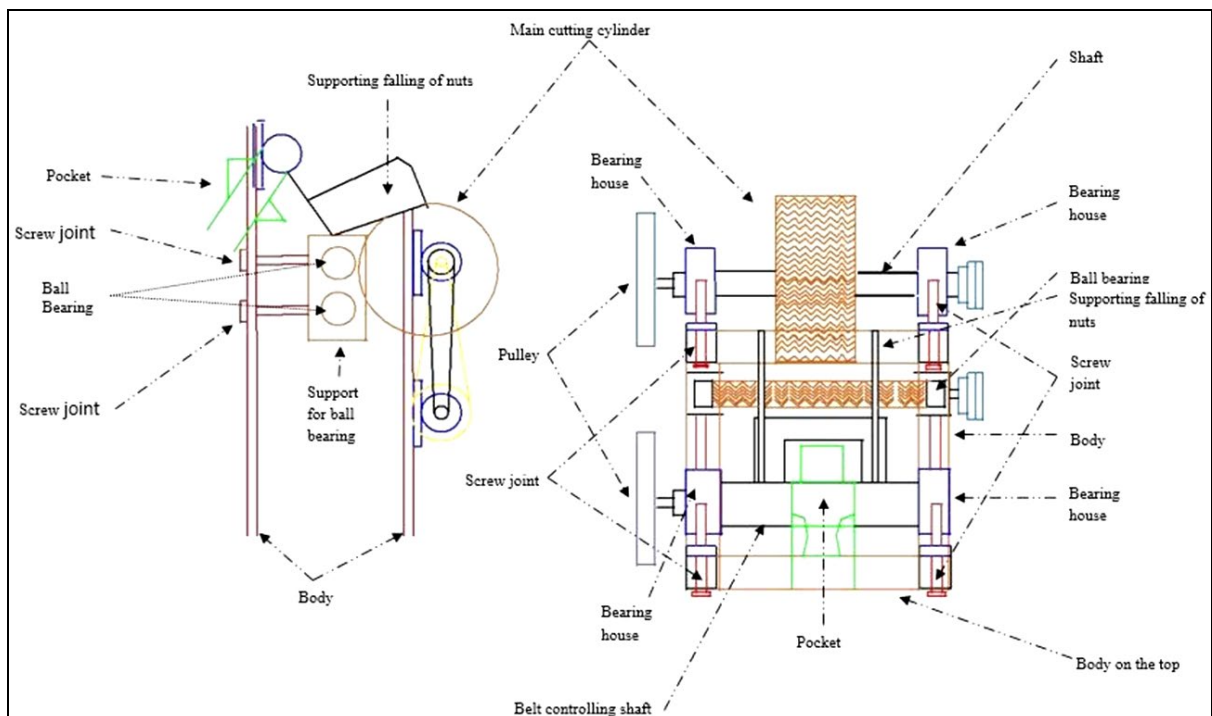 Main cutting cylinder
Supporting falling of nuts
Pocket
Screw joint
Ball
Bearing
Screw joint
Support
for ball
bearing
Body
Shaft
Bearing
house
Bearing
house
Ball bearing
Supporting falling of
nuts
Pulley
Screw
joint
Body
Screw joint
Bearing
house
Bearing
house
Pocket
Body on the top
Belt controlling shaft